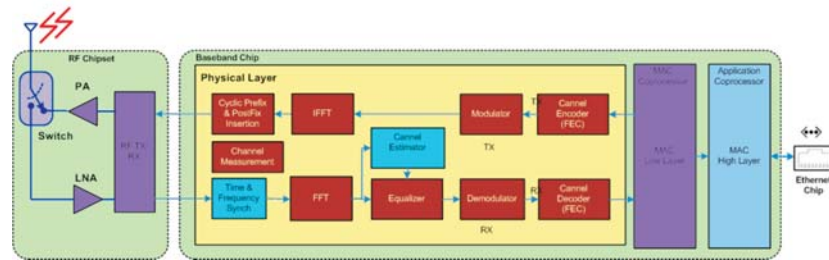 RF Chipset
Baseband Chip
Physical Layer
PA
Switch
LNA
RF TX
RX
Cyclic Prefix
& PostFix
Insertion
IFFT
Modulator
TX
TX
Cannel
Encoder
(FEC)
Channel
Measurement
Cannel
Estimator
Time &
Frequency
Synch
FFT
Equalizer
Demodulator
RX
RX
Cannel
Decoder
(FEC)
MAC
Coprocessor
MAC
Low Layer
Application
Coprocessor
MAC
High Layer
Ethernet
Chip